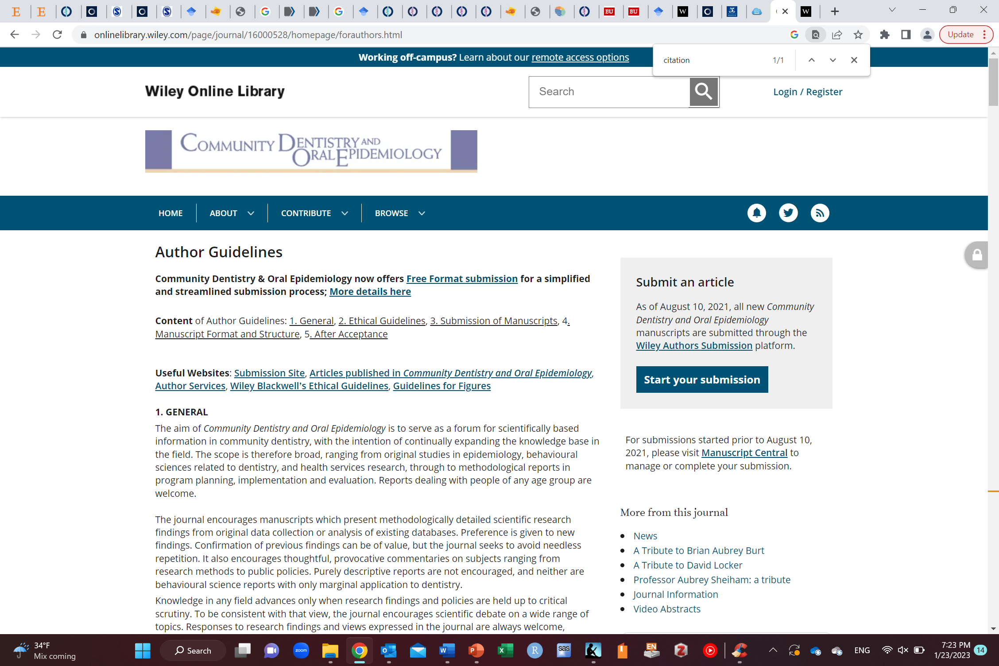 onlinelibrary.wiley.com/page/journal/16000528/homepage/forauthors.html
Update
Working off-campus? Learn about our remote access options
citation 1/1
Wiley Online Library
Search
Login / Register
COMMUNITY DENTISTRY AND
ORAL EPIDEMIOLOGY
HOME
ABOUT
CONTRIBUTE
BROWSE
Author Guidelines
Community Dentistry & Oral Epidemiology now offers Free Format submission for a simplified
and streamlined submission process; More details here
Content of Author Guidelines: 1. General, 2. Ethical Guidelines, 3. Submission of Manuscripts, 4.
Manuscript Format and Structure, 5. After Acceptance
Useful Websites: Submission Site, Articles published in Community Dentistry and Oral Epidemiology,
Author Services, Wiley Blackwell's Ethical Guidelines, Guidelines for Figures
1. GENERAL
The aim of Community Dentistry and Oral Epidemiology is to serve as a forum for scientifically based
information in community dentistry, with the intention of continually expanding the knowledge base in
the field. The scope is therefore broad, ranging from original studies in epidemiology, behavioural
sciences related to dentistry, and health services research, through to methodological reports in
program planning, implementation and evaluation. Reports dealing with people of any age group are
welcome.
The journal encourages manuscripts which present methodologically detailed scientific research
findings from original data collection or analysis of existing databases. Preference is given to new
findings. Confirmation of previous findings can be of value, but the journal seeks to avoid needless
repetition. It also encourages thoughtful, provocative commentaries on subjects ranging from
research methods to public policies. Purely descriptive reports are not encouraged, and neither are
behavioural science reports with only marginal application to dentistry.
Knowledge in any field advances only when research findings and policies are held up to critical
scrutiny. To be consistent with that view, the journal encourages scientific debate on a wide range of
topics. Responses to research findings and views expressed in the journal are always welcome,
Submit an article
As of August 10, 2021, all new Community
Dentistry and Oral Epidemiology
manuscripts are submitted through the
Wiley Authors Submission platform.
Start your submission
For submissions started prior to August 10,
2021, please visit Manuscript Central to
manage or complete your submission.
More from this journal
News
A Tribute to Brian Aubrey Burt
A Tribute to David Locker
Professor Aubrey Sheiham: a tribute
Journal Information
Video Abstracts
34°F
Mix coming
Search
zoom
sas
EN
ENG
7:23 PM
1/23/2023
14